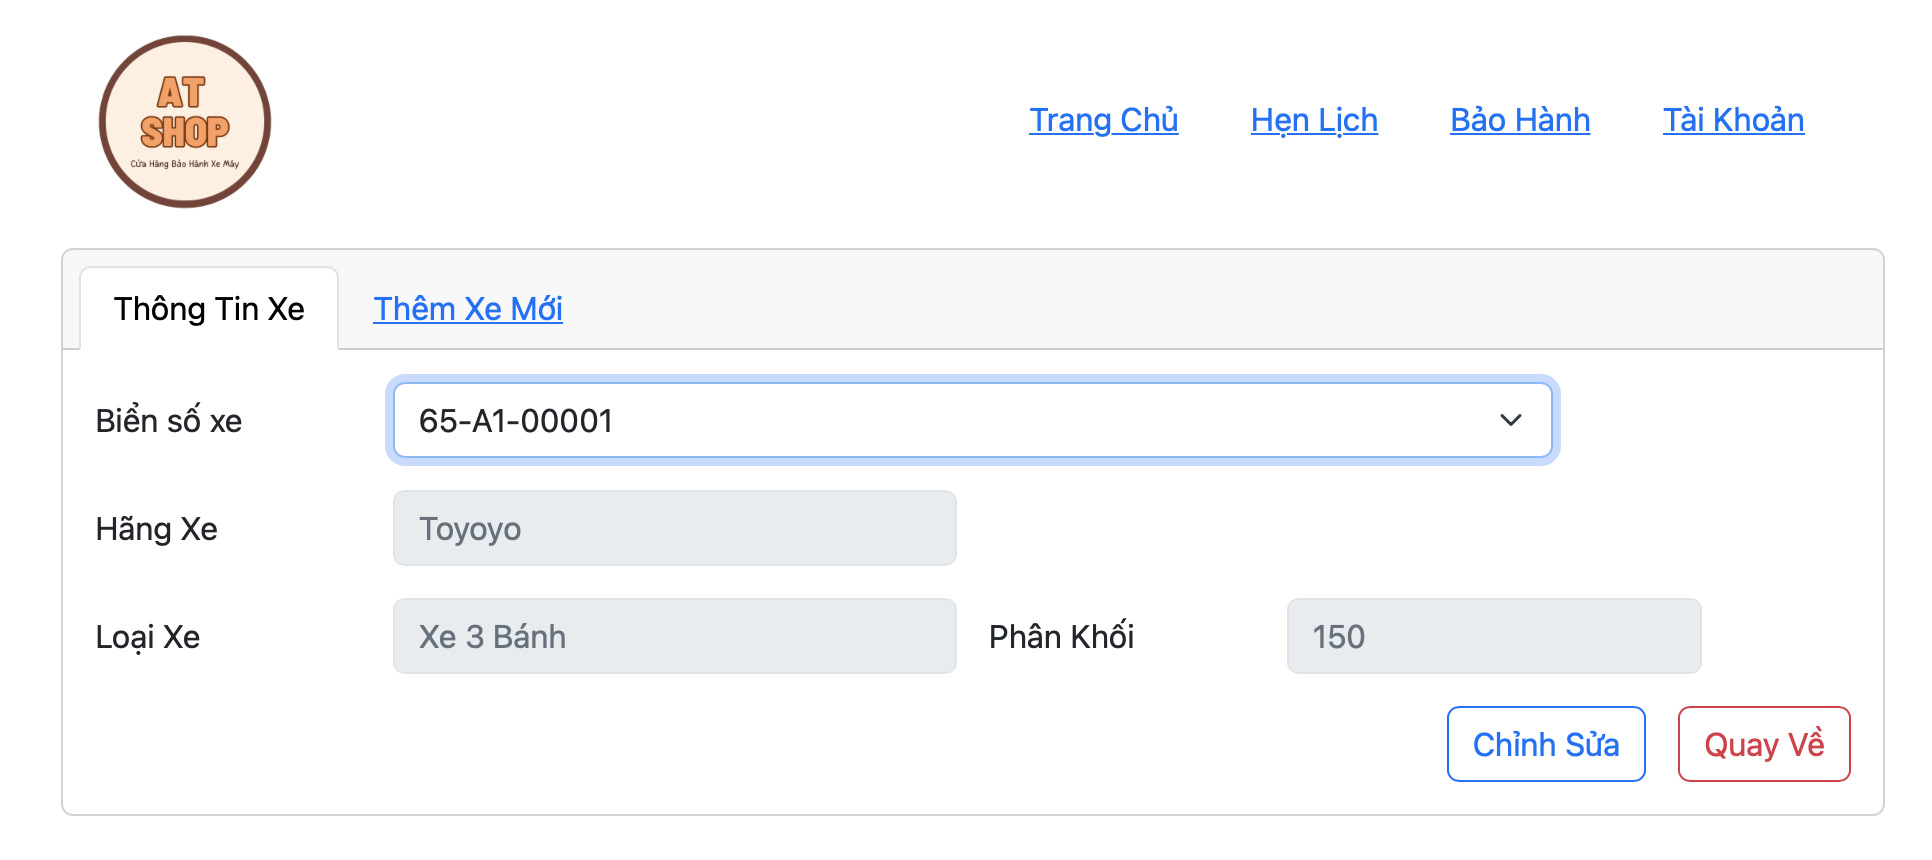 AT
SHOP
Cửa Hàng Bảo Hành Xe Máy
Trang Chủ Hẹn Lịch Bảo Hành Tài Khoản
Thông Tin Xe Thêm Xe Mới
Biển số xe 65-A1-00001
Hãng Xe Toyoyo
Loại Xe Xe 3 Bánh Phân Khối 150
Chỉnh Sửa Quay Về